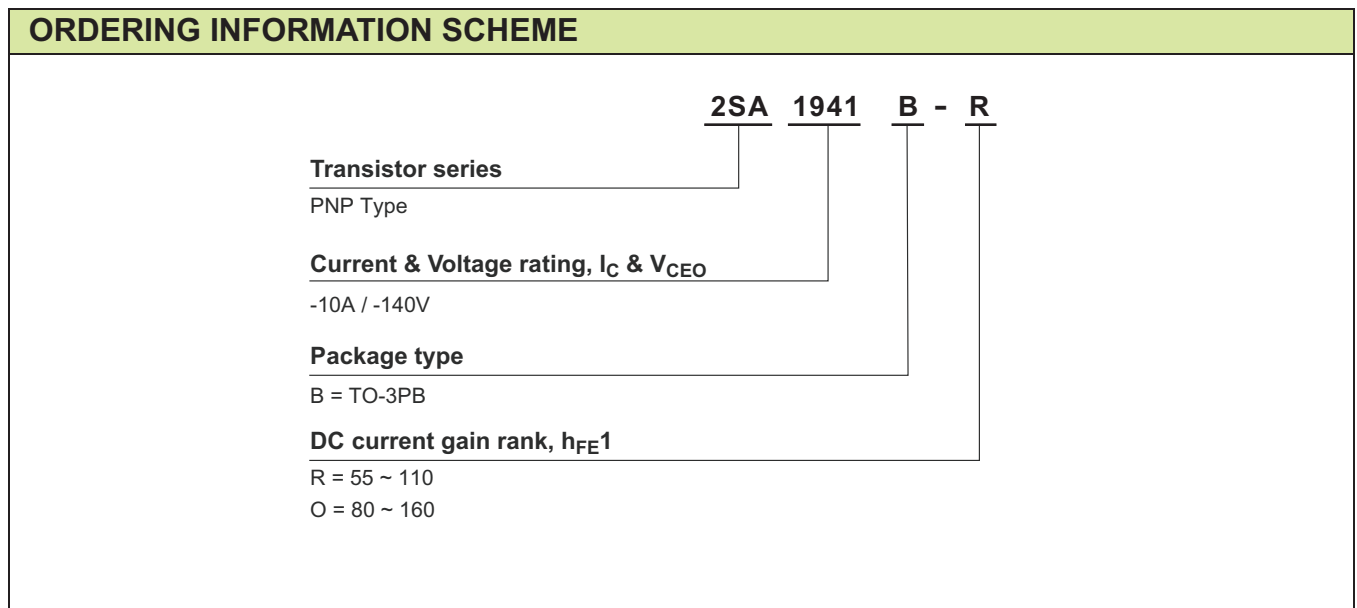 ORDERING INFORMATION SCHEME
2SA 1941 B - R
Transistor series
PNP Type
Current & Voltage rating, IC & VCEO
-10A / -140V
Package type
B = TO-3PB
DC current gain rank, hFE1
R = 55 ~ 110
O = 80 ~ 160